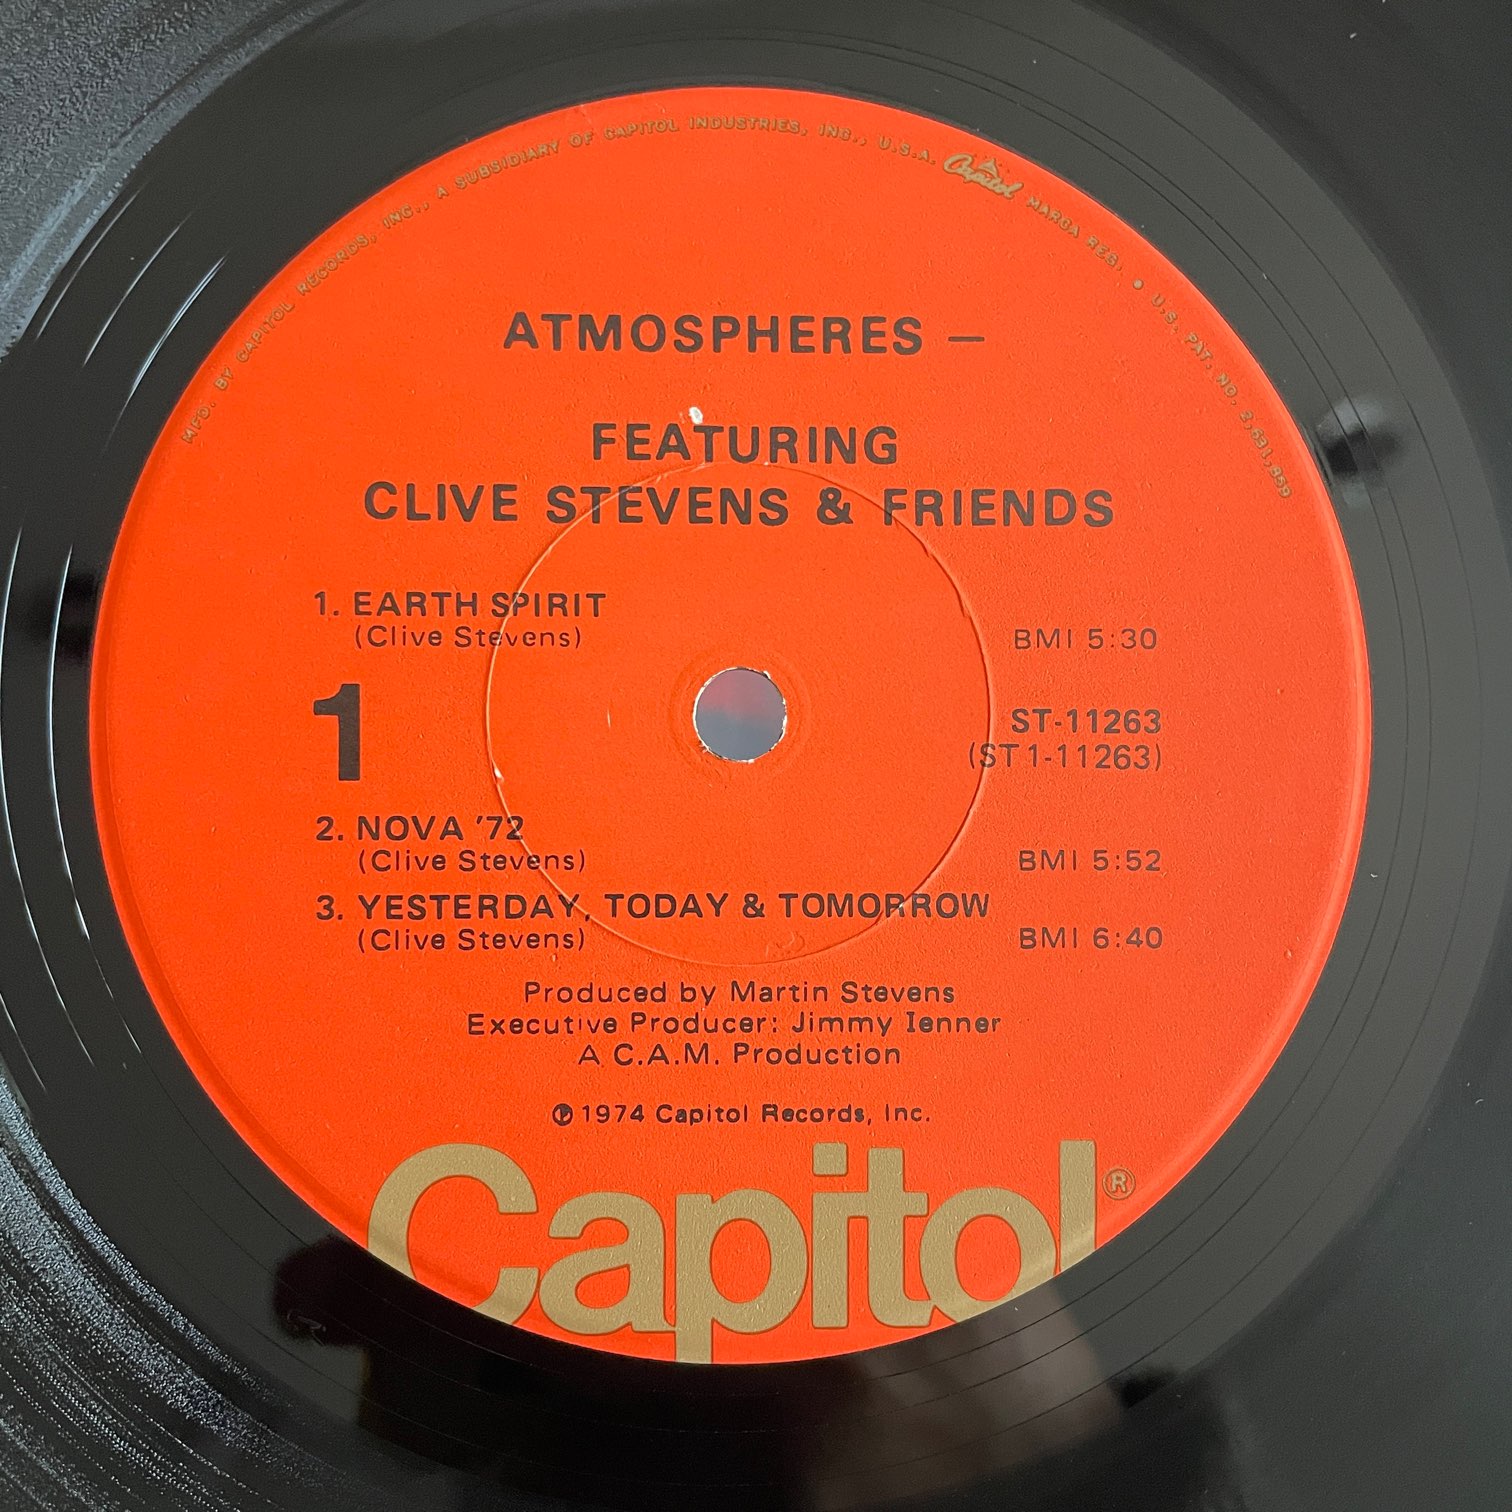 MFD. BY CAPITOL RECORDS, INC., A SUBSIDIARY OF CAPITOL INDUSTRIES, INC., U.S.A. Capitol MARCA REG. • U.S. PAT. NO. 2,631,859
ATMOSPHERES —
FEATURING
CLIVE STEVENS & FRIENDS
1. EARTH SPIRIT
(Clive Stevens) BMI 5:30
1
ST-11263
(ST1-11263)
2. NOVA '72
(Clive Stevens) BMI 5:52
3. YESTERDAY, TODAY & TOMORROW
(Clive Stevens) BMI 6:40
Produced by Martin Stevens
Executive Producer: Jimmy Ienner
A C.A.M. Production
℗ 1974 Capitol Records, Inc.
Capitol®